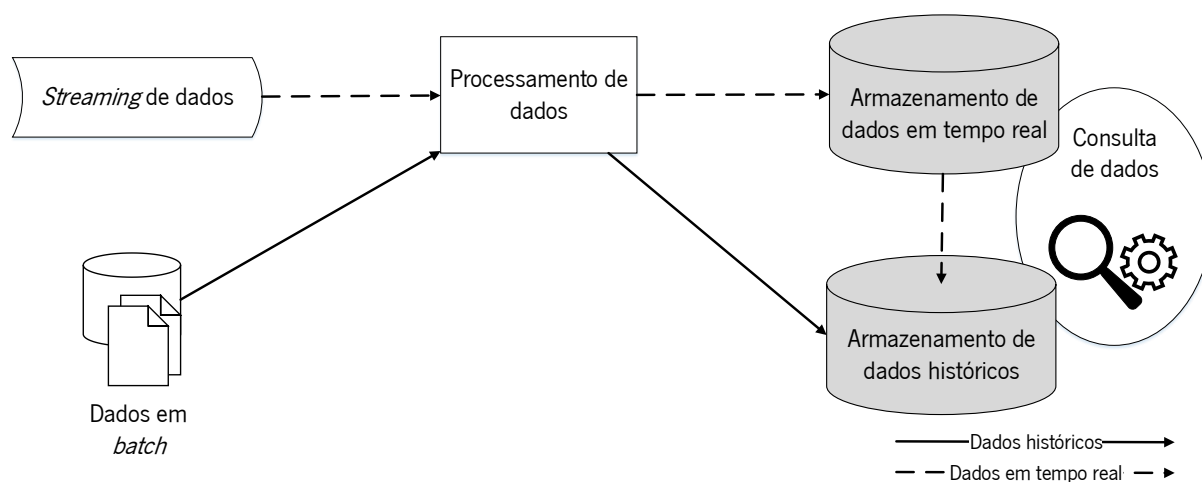 Streaming de dados
Processamento de
dados
Armazenamento de
dados em tempo real
Consulta
de dados
Armazenamento de
dados históricos
Dados em
batch
Dados históricos
Dados em tempo real